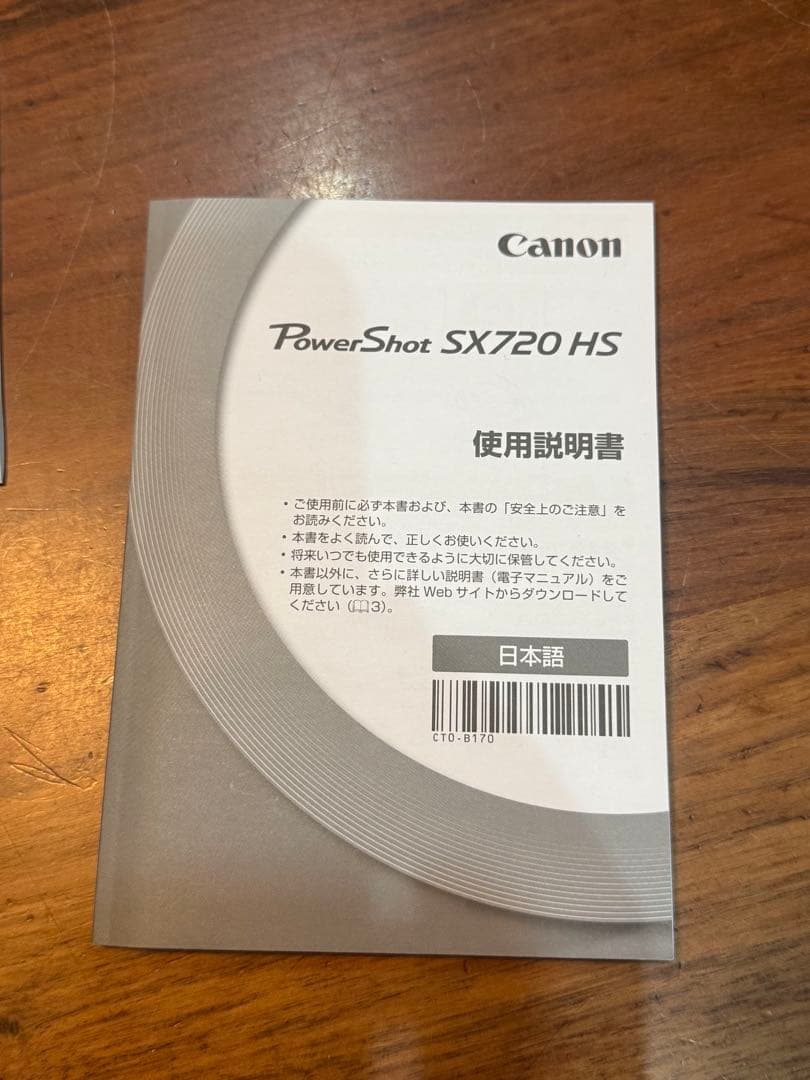 Canon
PowerShot SX720 HS
使用説明書
・ご使用前に必ず本書および、本書の「安全上のご注意」を
お読みください。
・本書をよく読んで、正しくお使いください。
・将来いつでも使用できるように大切に保管してください。
・本書以外に、さらに詳しい説明書（電子マニュアル）をご
用意しています。弊社 Web サイトからダウンロードして
ください（📖3）。
日本語
CT0-B170